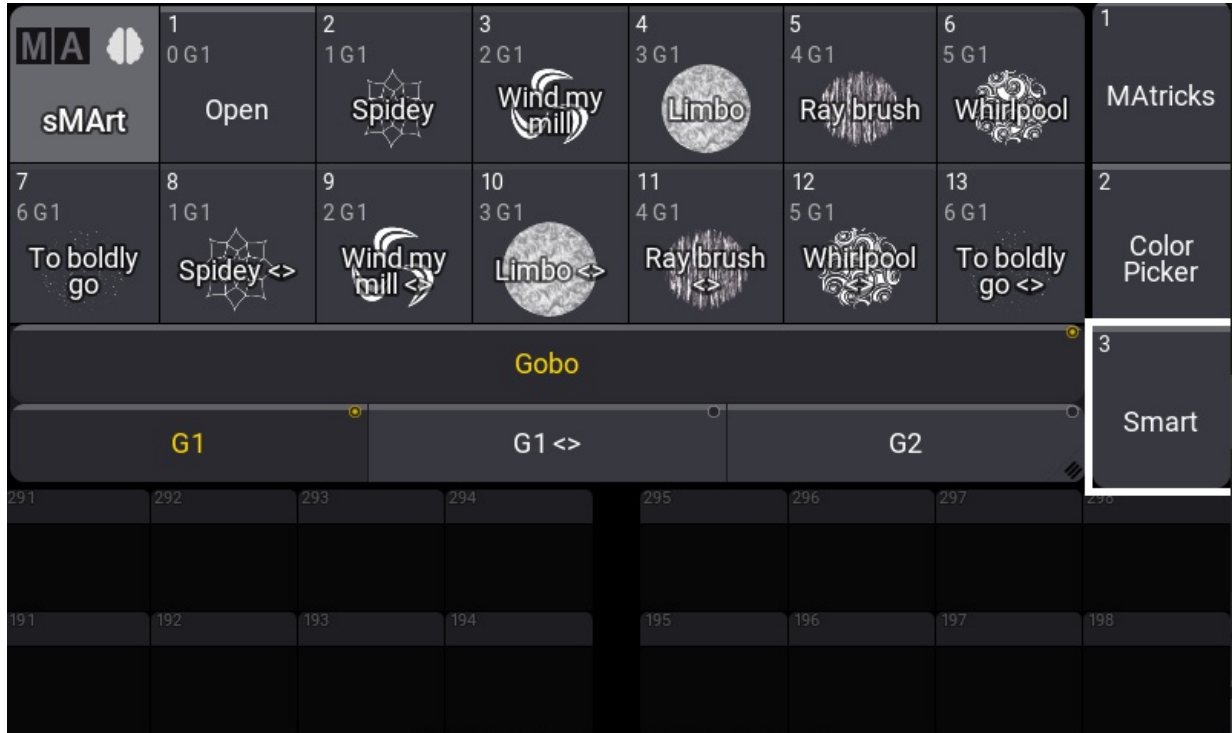 MA
sMArt
1
0 G1
Open
2
1 G1
Spidey
3
2 G1
Wind my
mill
4
3 G1
Limbo
5
4 G1
Ray brush
6
5 G1
Whirlpool
1
MAtricks
7
6 G1
To boldly
go
8
1 G1
Spidey <>
9
2 G1
Wind my
mill <>
10
3 G1
Limbo <>
11
4 G1
Ray brush
<>
12
5 G1
Whirlpool
<>
13
6 G1
To boldly
go <>
2
Color
Picker
Gobo
3
Smart
G1
G1 <>
G2
291
292
293
294
295
296
297
298
191
192
193
194
195
196
197
198